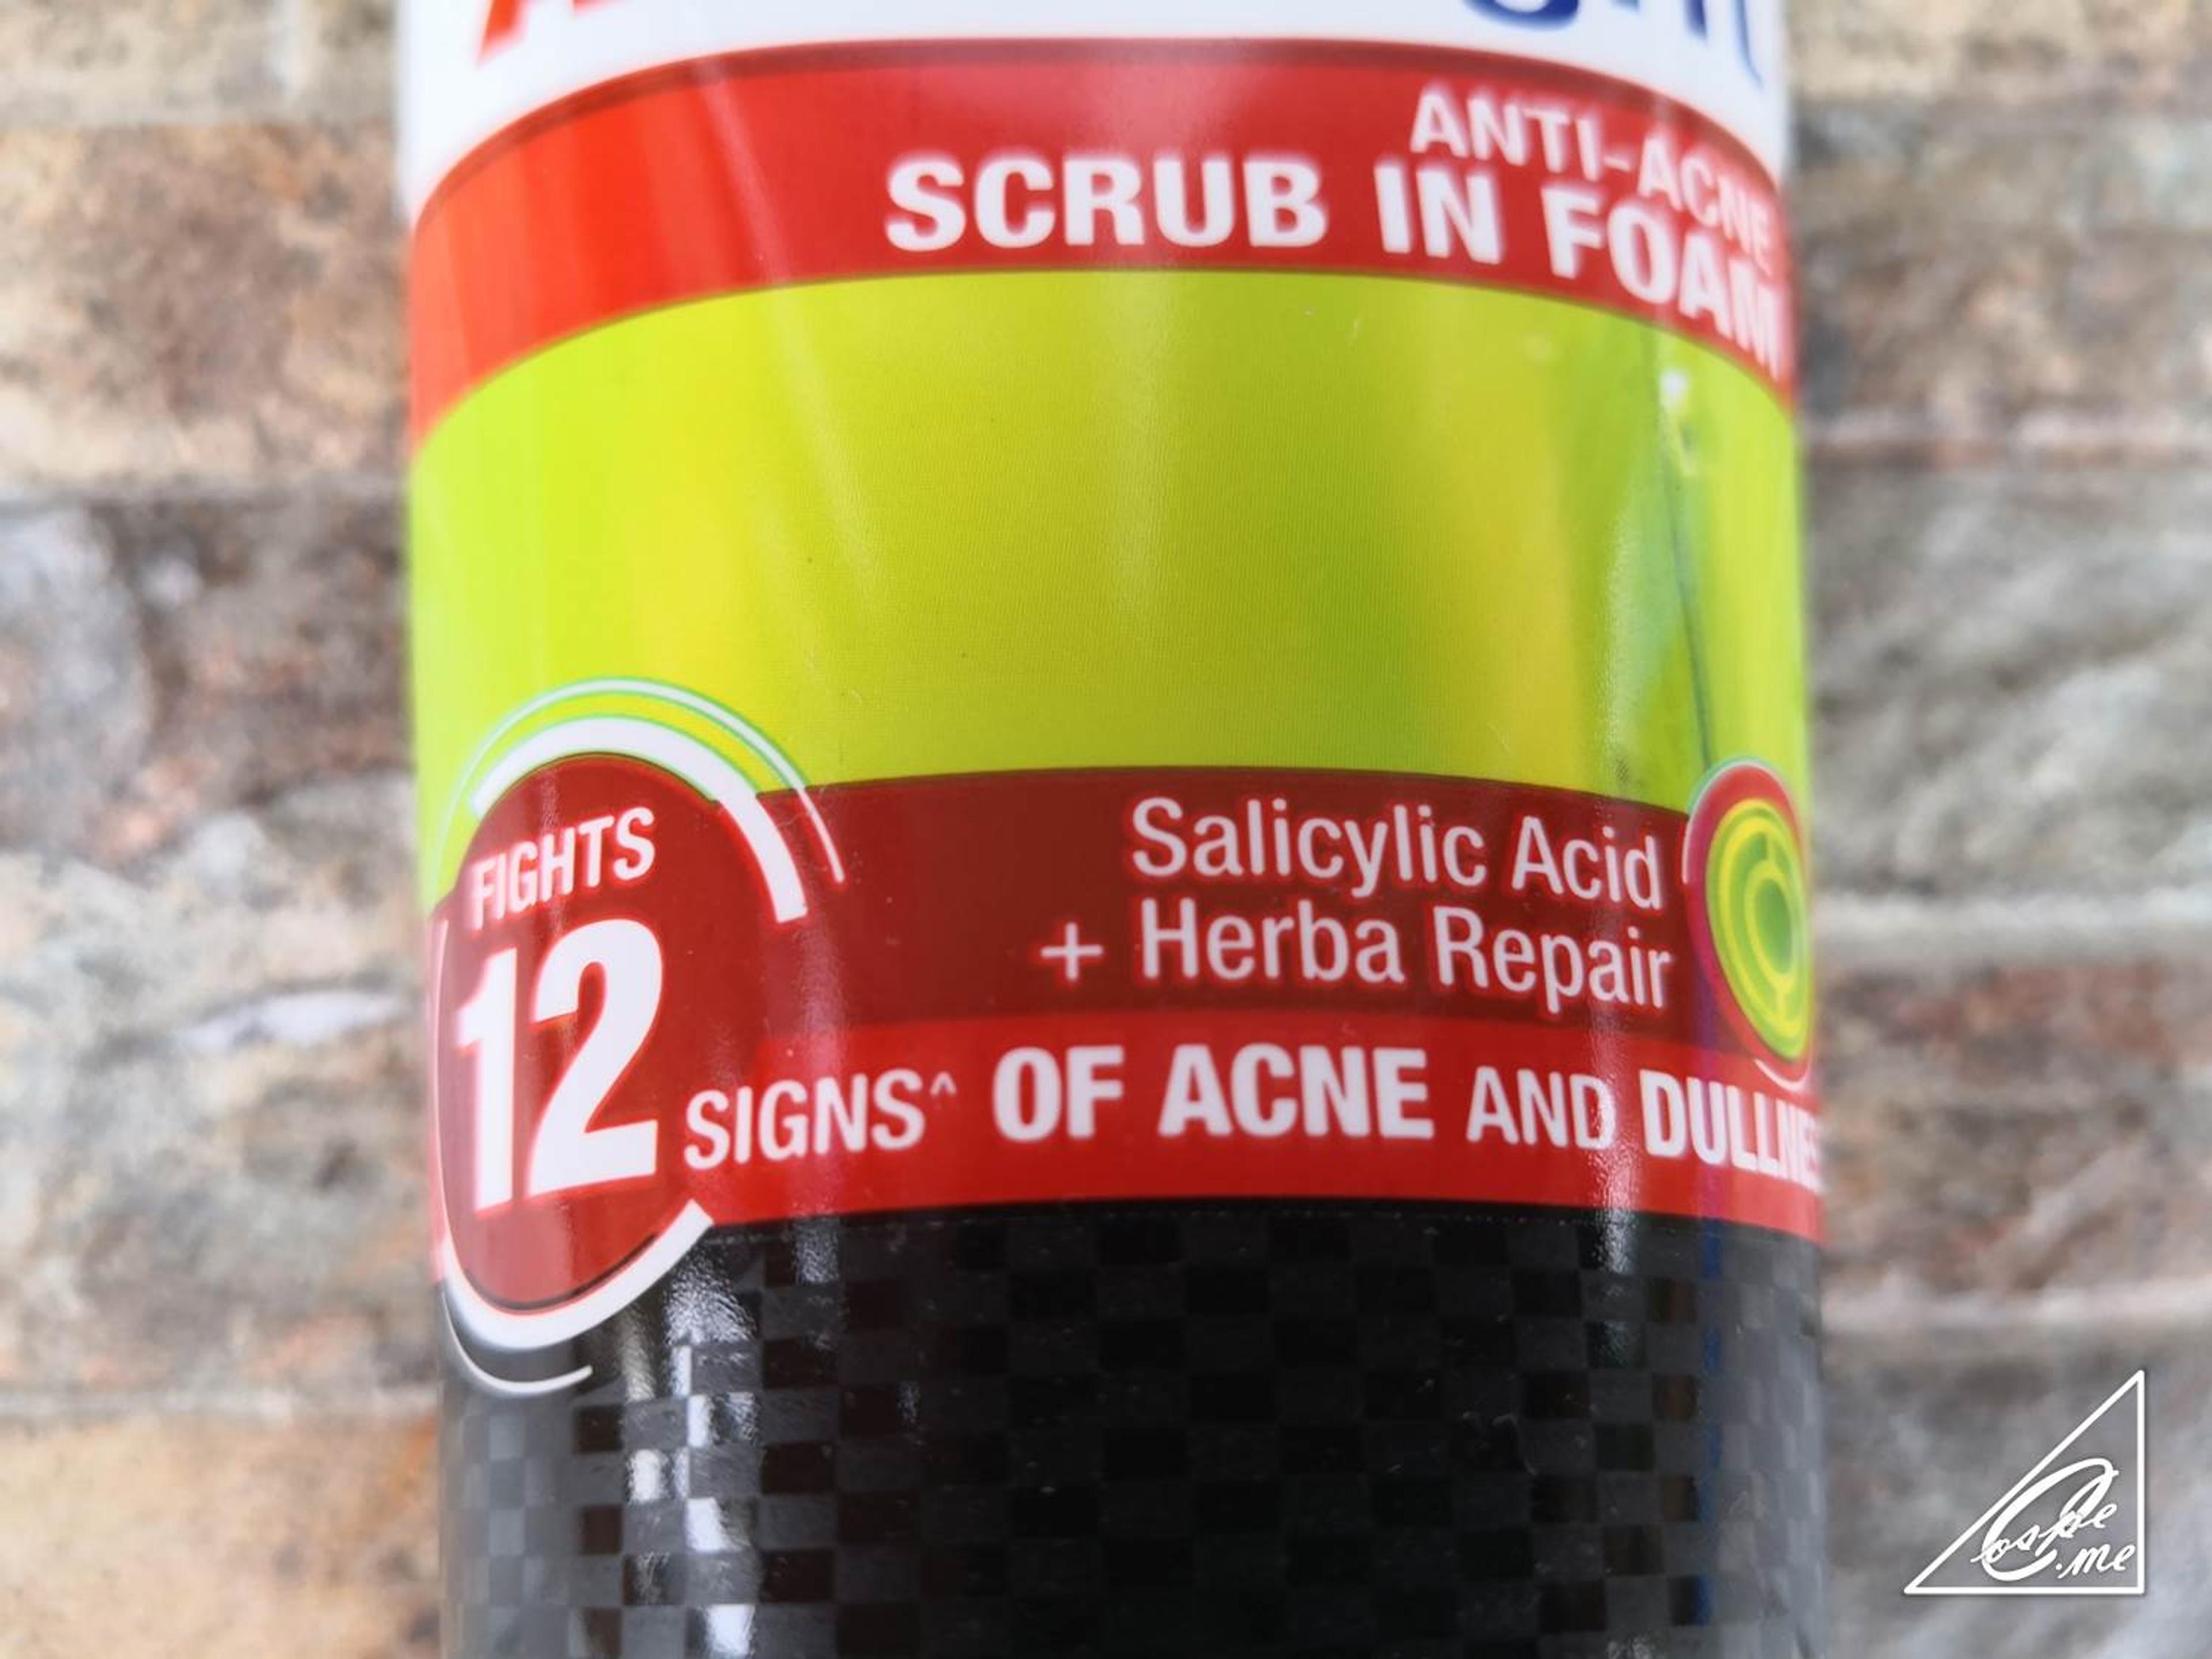 ANTI-ACNE
SCRUB IN FOAM
FIGHTS
12
SIGNS^ OF ACNE AND
Salicylic Acid
+ Herba Repair